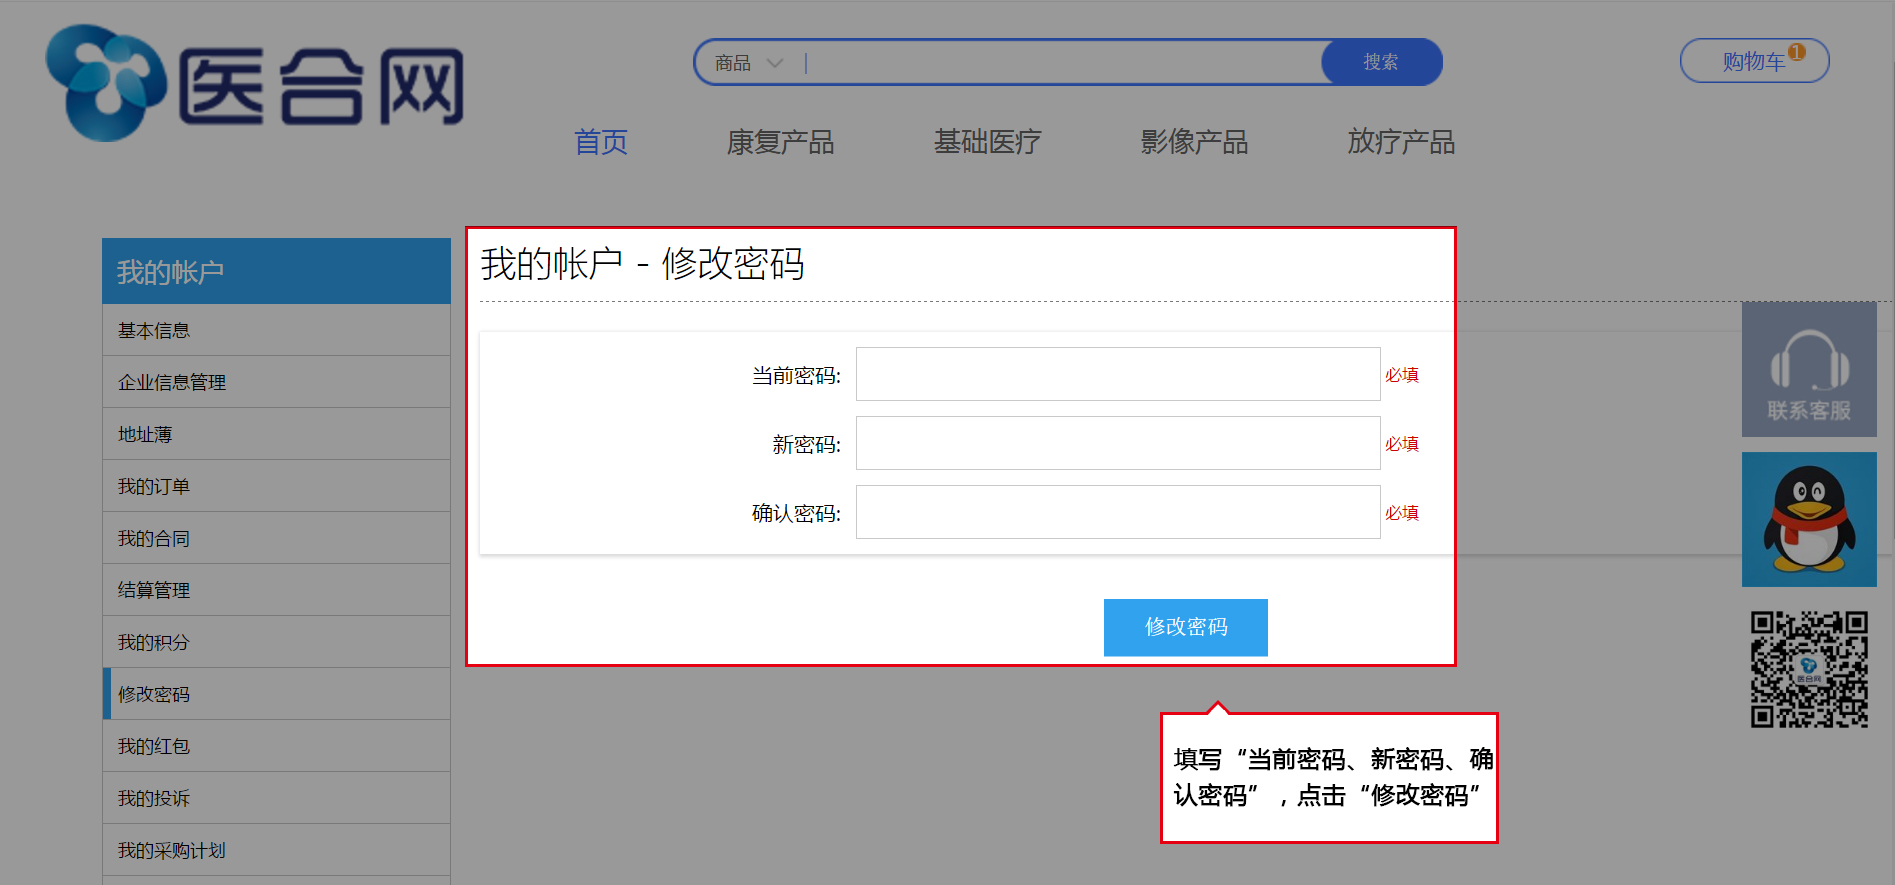 医合网
商品
搜索
购物车 1
首页 康复产品 基础医疗 影像产品 放疗产品
我的帐户
基本信息
企业信息管理
地址薄
我的订单
我的合同
结算管理
我的积分
修改密码
我的红包
我的投诉
我的采购计划
我的帐户 - 修改密码
当前密码: 必填
新密码: 必填
确认密码: 必填
修改密码
填写“当前密码、新密码、确
认密码”，点击“修改密码”
联系客服
医合网